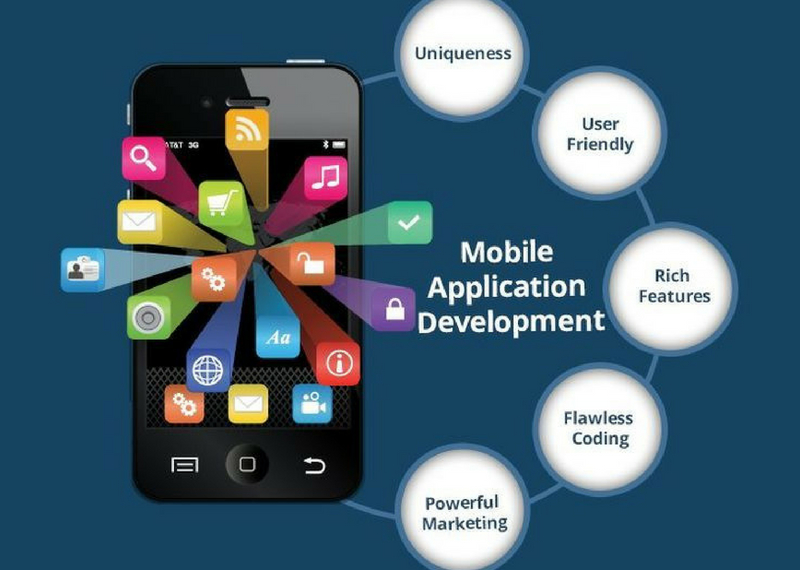 Uniqueness
User
Friendly
AT&T 3G
Mobile
Application
Development
Rich
Features
Aa
Flawless
Coding
Powerful
Marketing